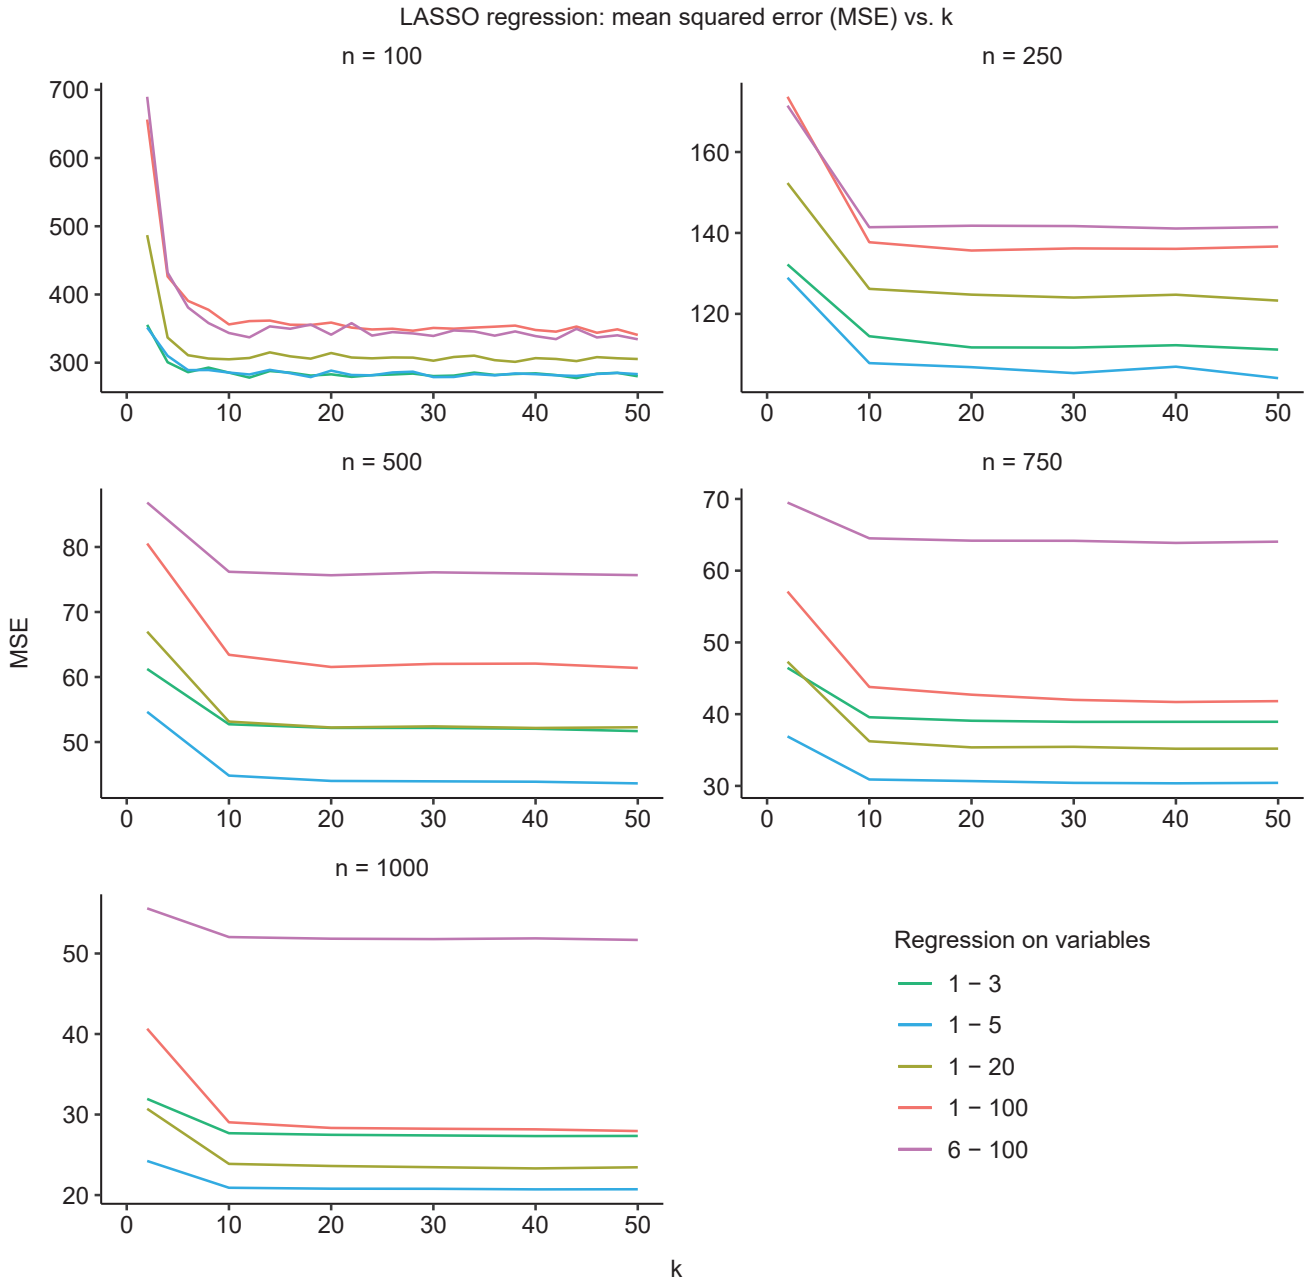 LASSO regression: mean squared error (MSE) vs. k
n = 100
700
600
500
400
300
0 10 20 30 40 50
n = 250
160
140
120
0 10 20 30 40 50
n = 500
80
70
60
50
0 10 20 30 40 50
n = 750
70
60
50
40
30
0 10 20 30 40 50
MSE
n = 1000
50
40
30
20
0 10 20 30 40 50
Regression on variables
1 − 3
1 − 5
1 − 20
1 − 100
6 − 100
k